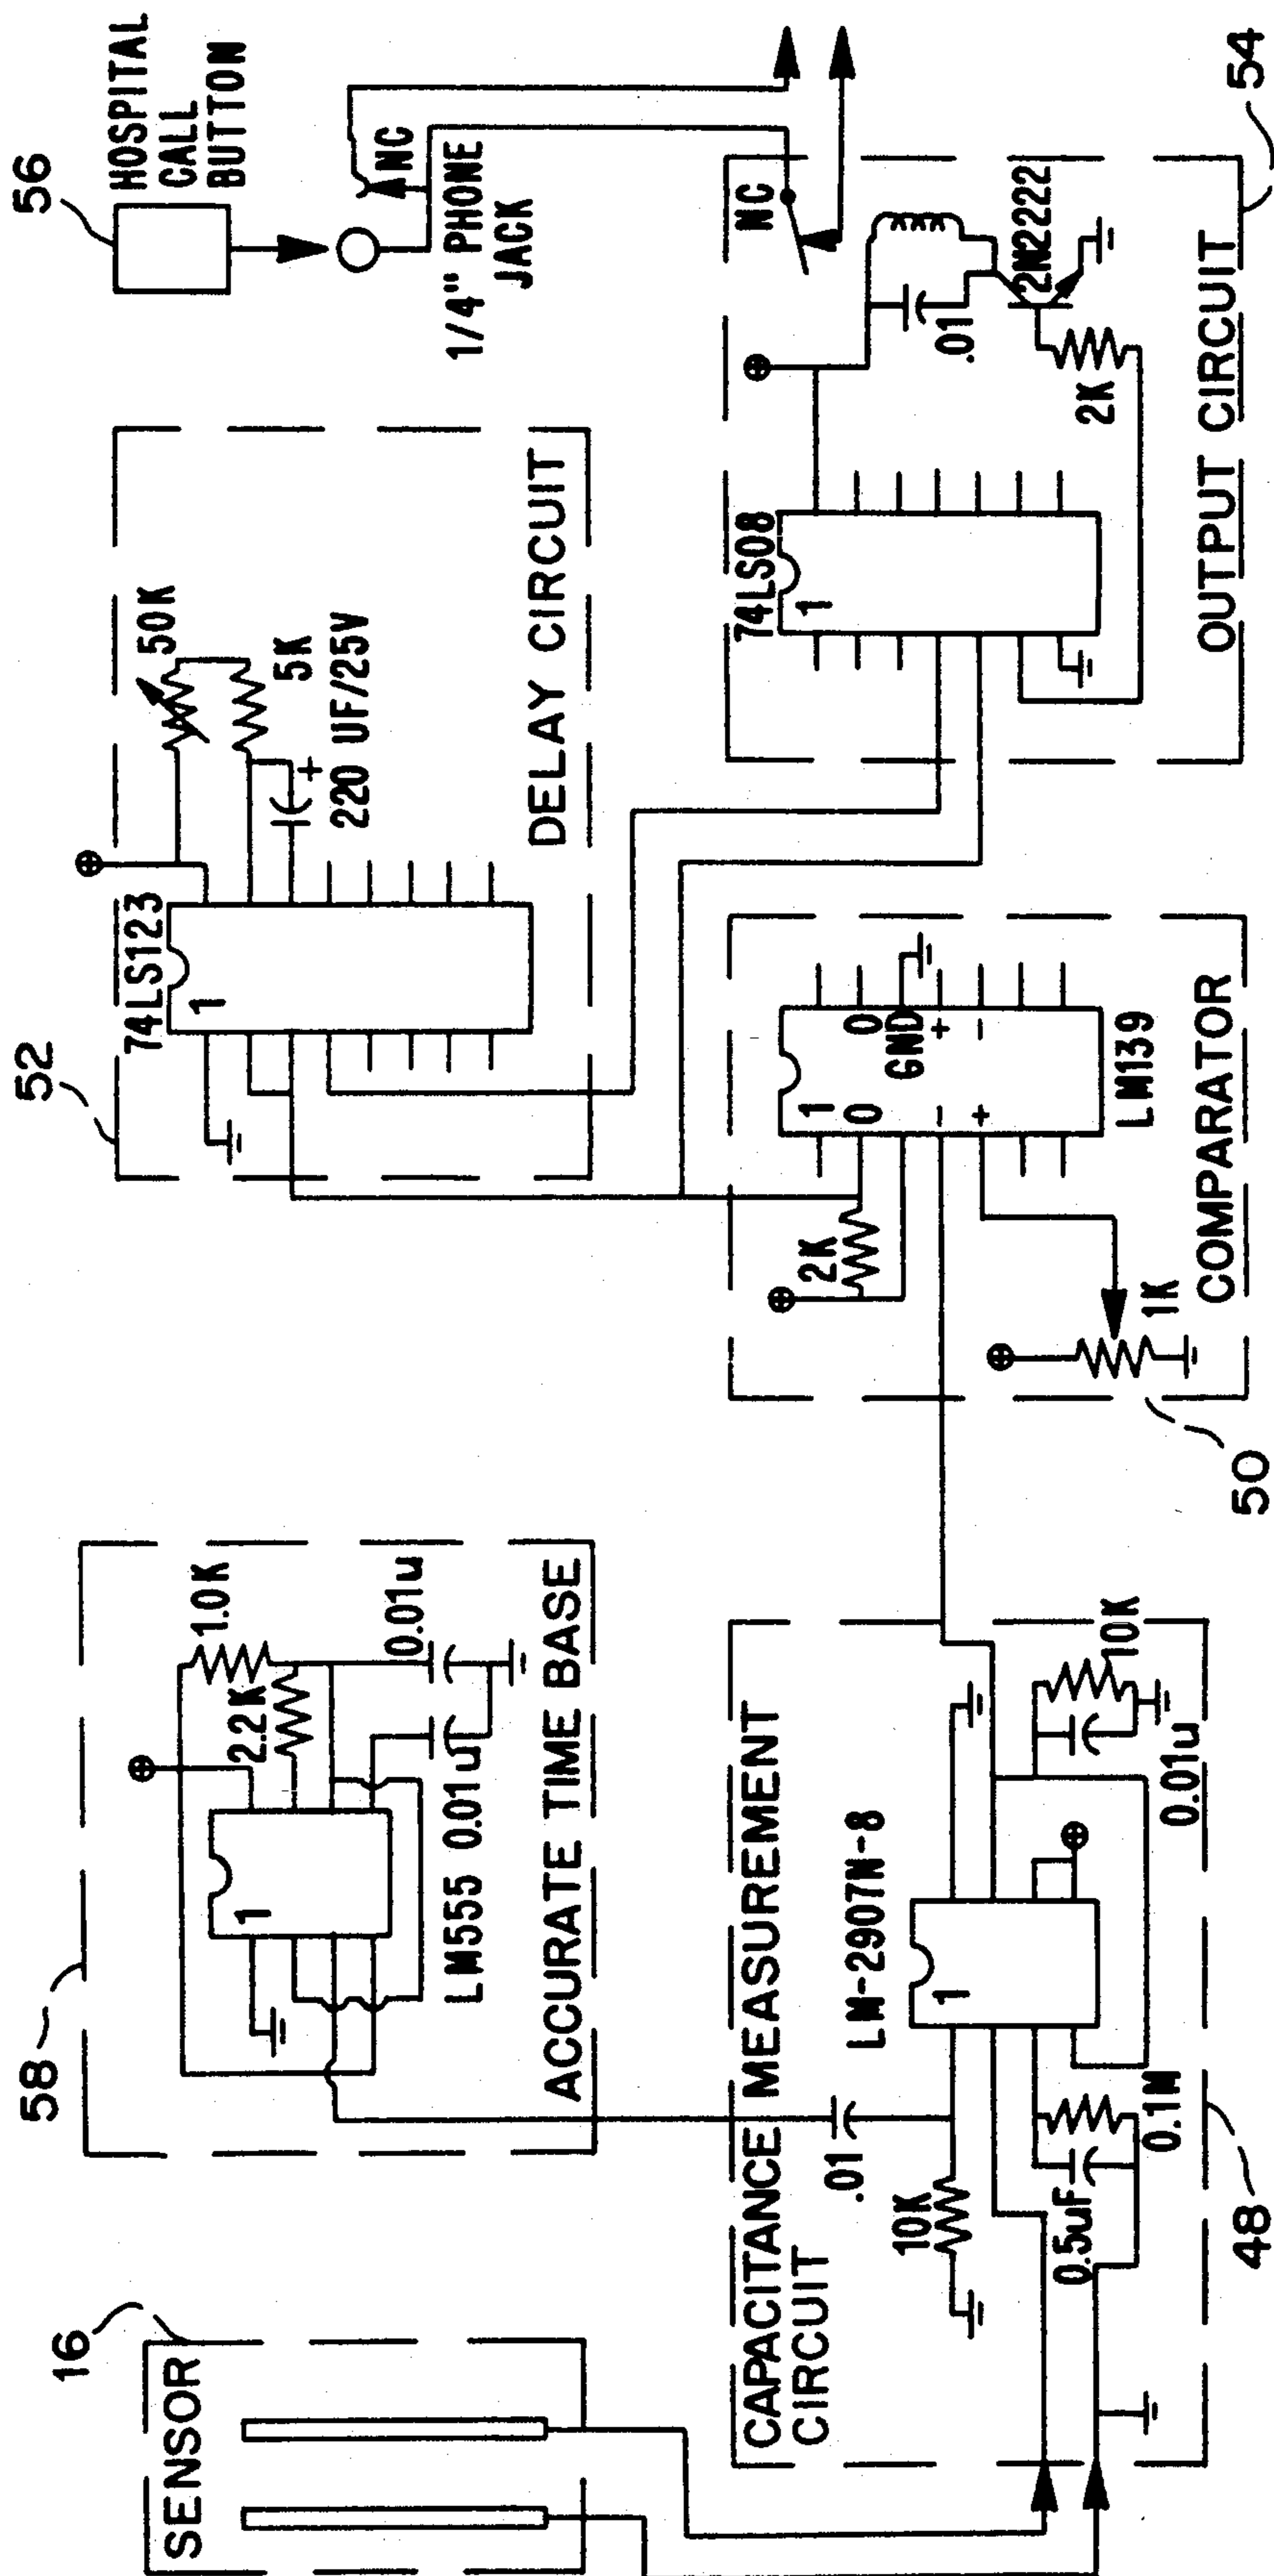 16
SENSOR
58
1
1.0K
2.2K
0.01u
LM555 0.01u
ACCURATE TIME BASE
CAPACITANCE MEASUREMENT
CIRCUIT
.01
10K
LM-2907N-8
1
0.5uF
0.1M
10K
0.01u
48
52
74LS123
1
50K
5K
220 UF/25V
+
DELAY CIRCUIT
2K
1
0
0
GND
-
+
+
-
LM139
1K
COMPARATOR
50
56
HOSPITAL
CALL
BUTTON
NC
1/4" PHONE
JACK
NC
74LS08
1
.01
2N2222
2K
OUTPUT CIRCUIT
54